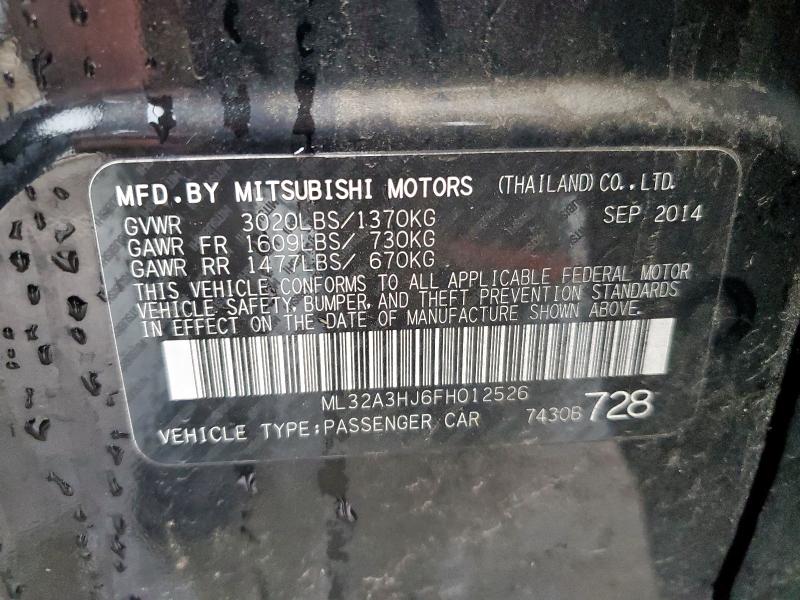 MFD.BY MITSUBISHI MOTORS (THAILAND) CO.,LTD.
GVWR 3020LBS/1370KG SEP 2014
GAWR FR 1609LBS/ 730KG
GAWR RR 1477LBS/ 670KG
THIS VEHICLE CONFORMS TO ALL APPLICABLE FEDERAL MOTOR
VEHICLE SAFETY, BUMPER, AND THEFT PREVENTION STANDARDS
IN EFFECT ON THE DATE OF MANUFACTURE SHOWN ABOVE.
ML32A3HJ6FH012526
VEHICLE TYPE:PASSENGER CAR 7430B 728